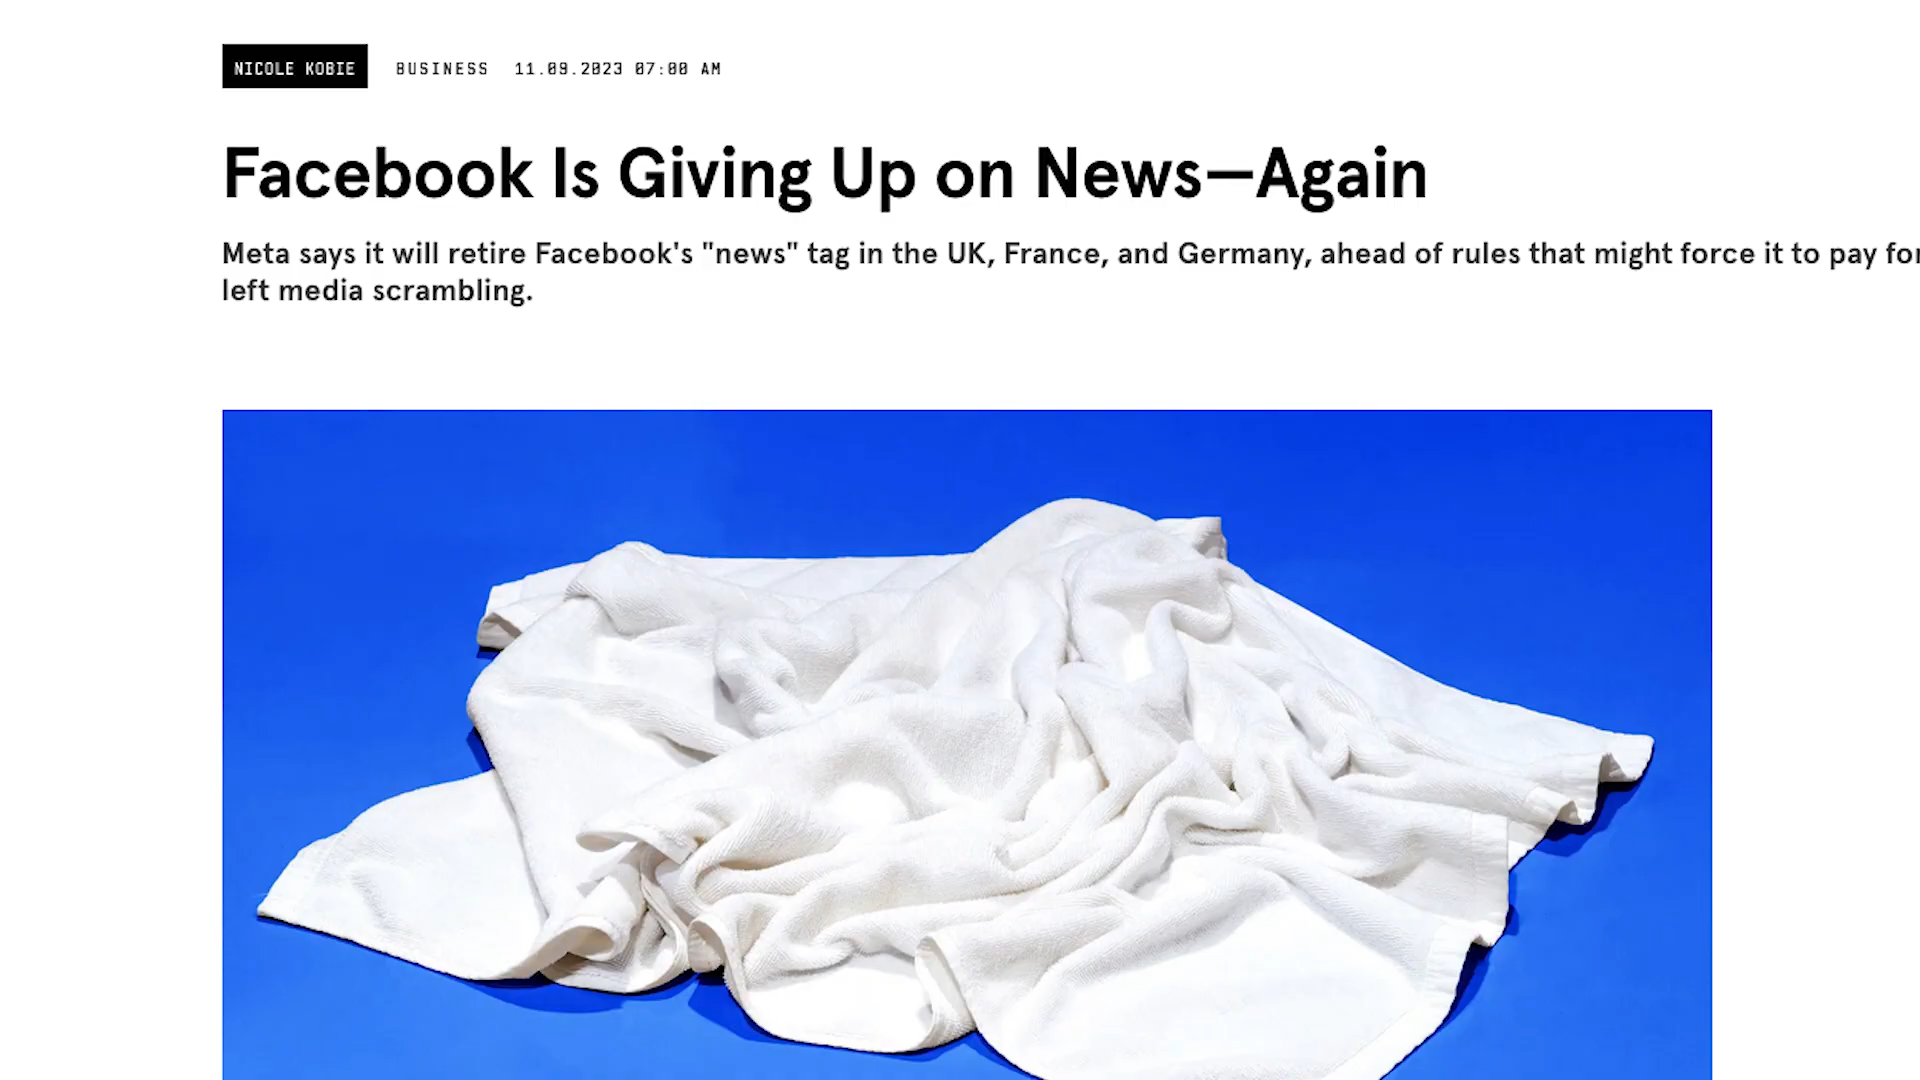 NICOLE KOBIE BUSINESS 11.09.2023 07:00 AM
Facebook Is Giving Up on News—Again
Meta says it will retire Facebook's "news" tag in the UK, France, and Germany, ahead of rules that might force it to pay for
left media scrambling.